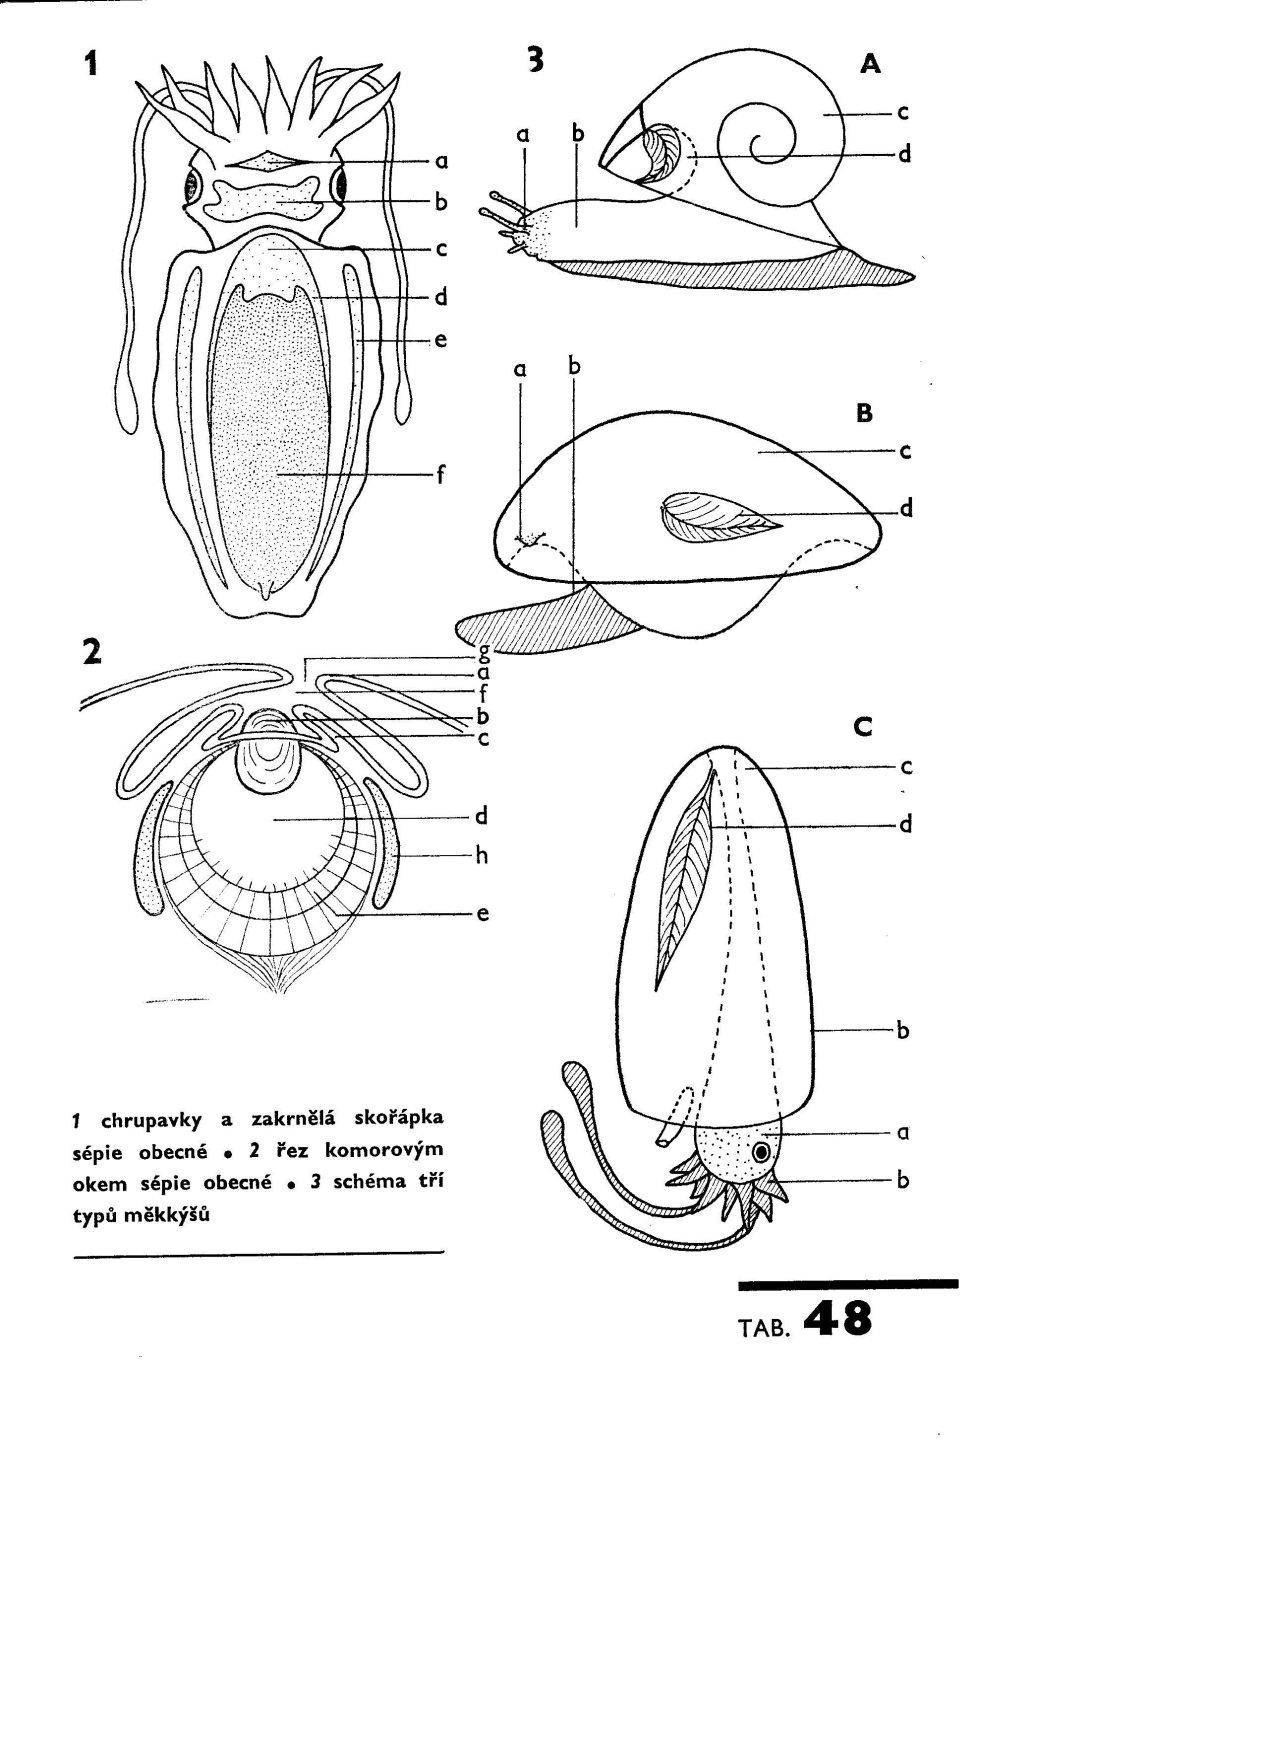 1
a
b
c
d
e
f
2
g
a
f
b
c
d
h
e
3
A
a b
c
d
B
a b
c
d
C
c
d
b
a
b
1 chrupavky a zakrnělá skořápka
sépie obecné • 2 řez komorovým
okem sépie obecné • 3 schéma tří
typů měkkýšů
TAB. 48